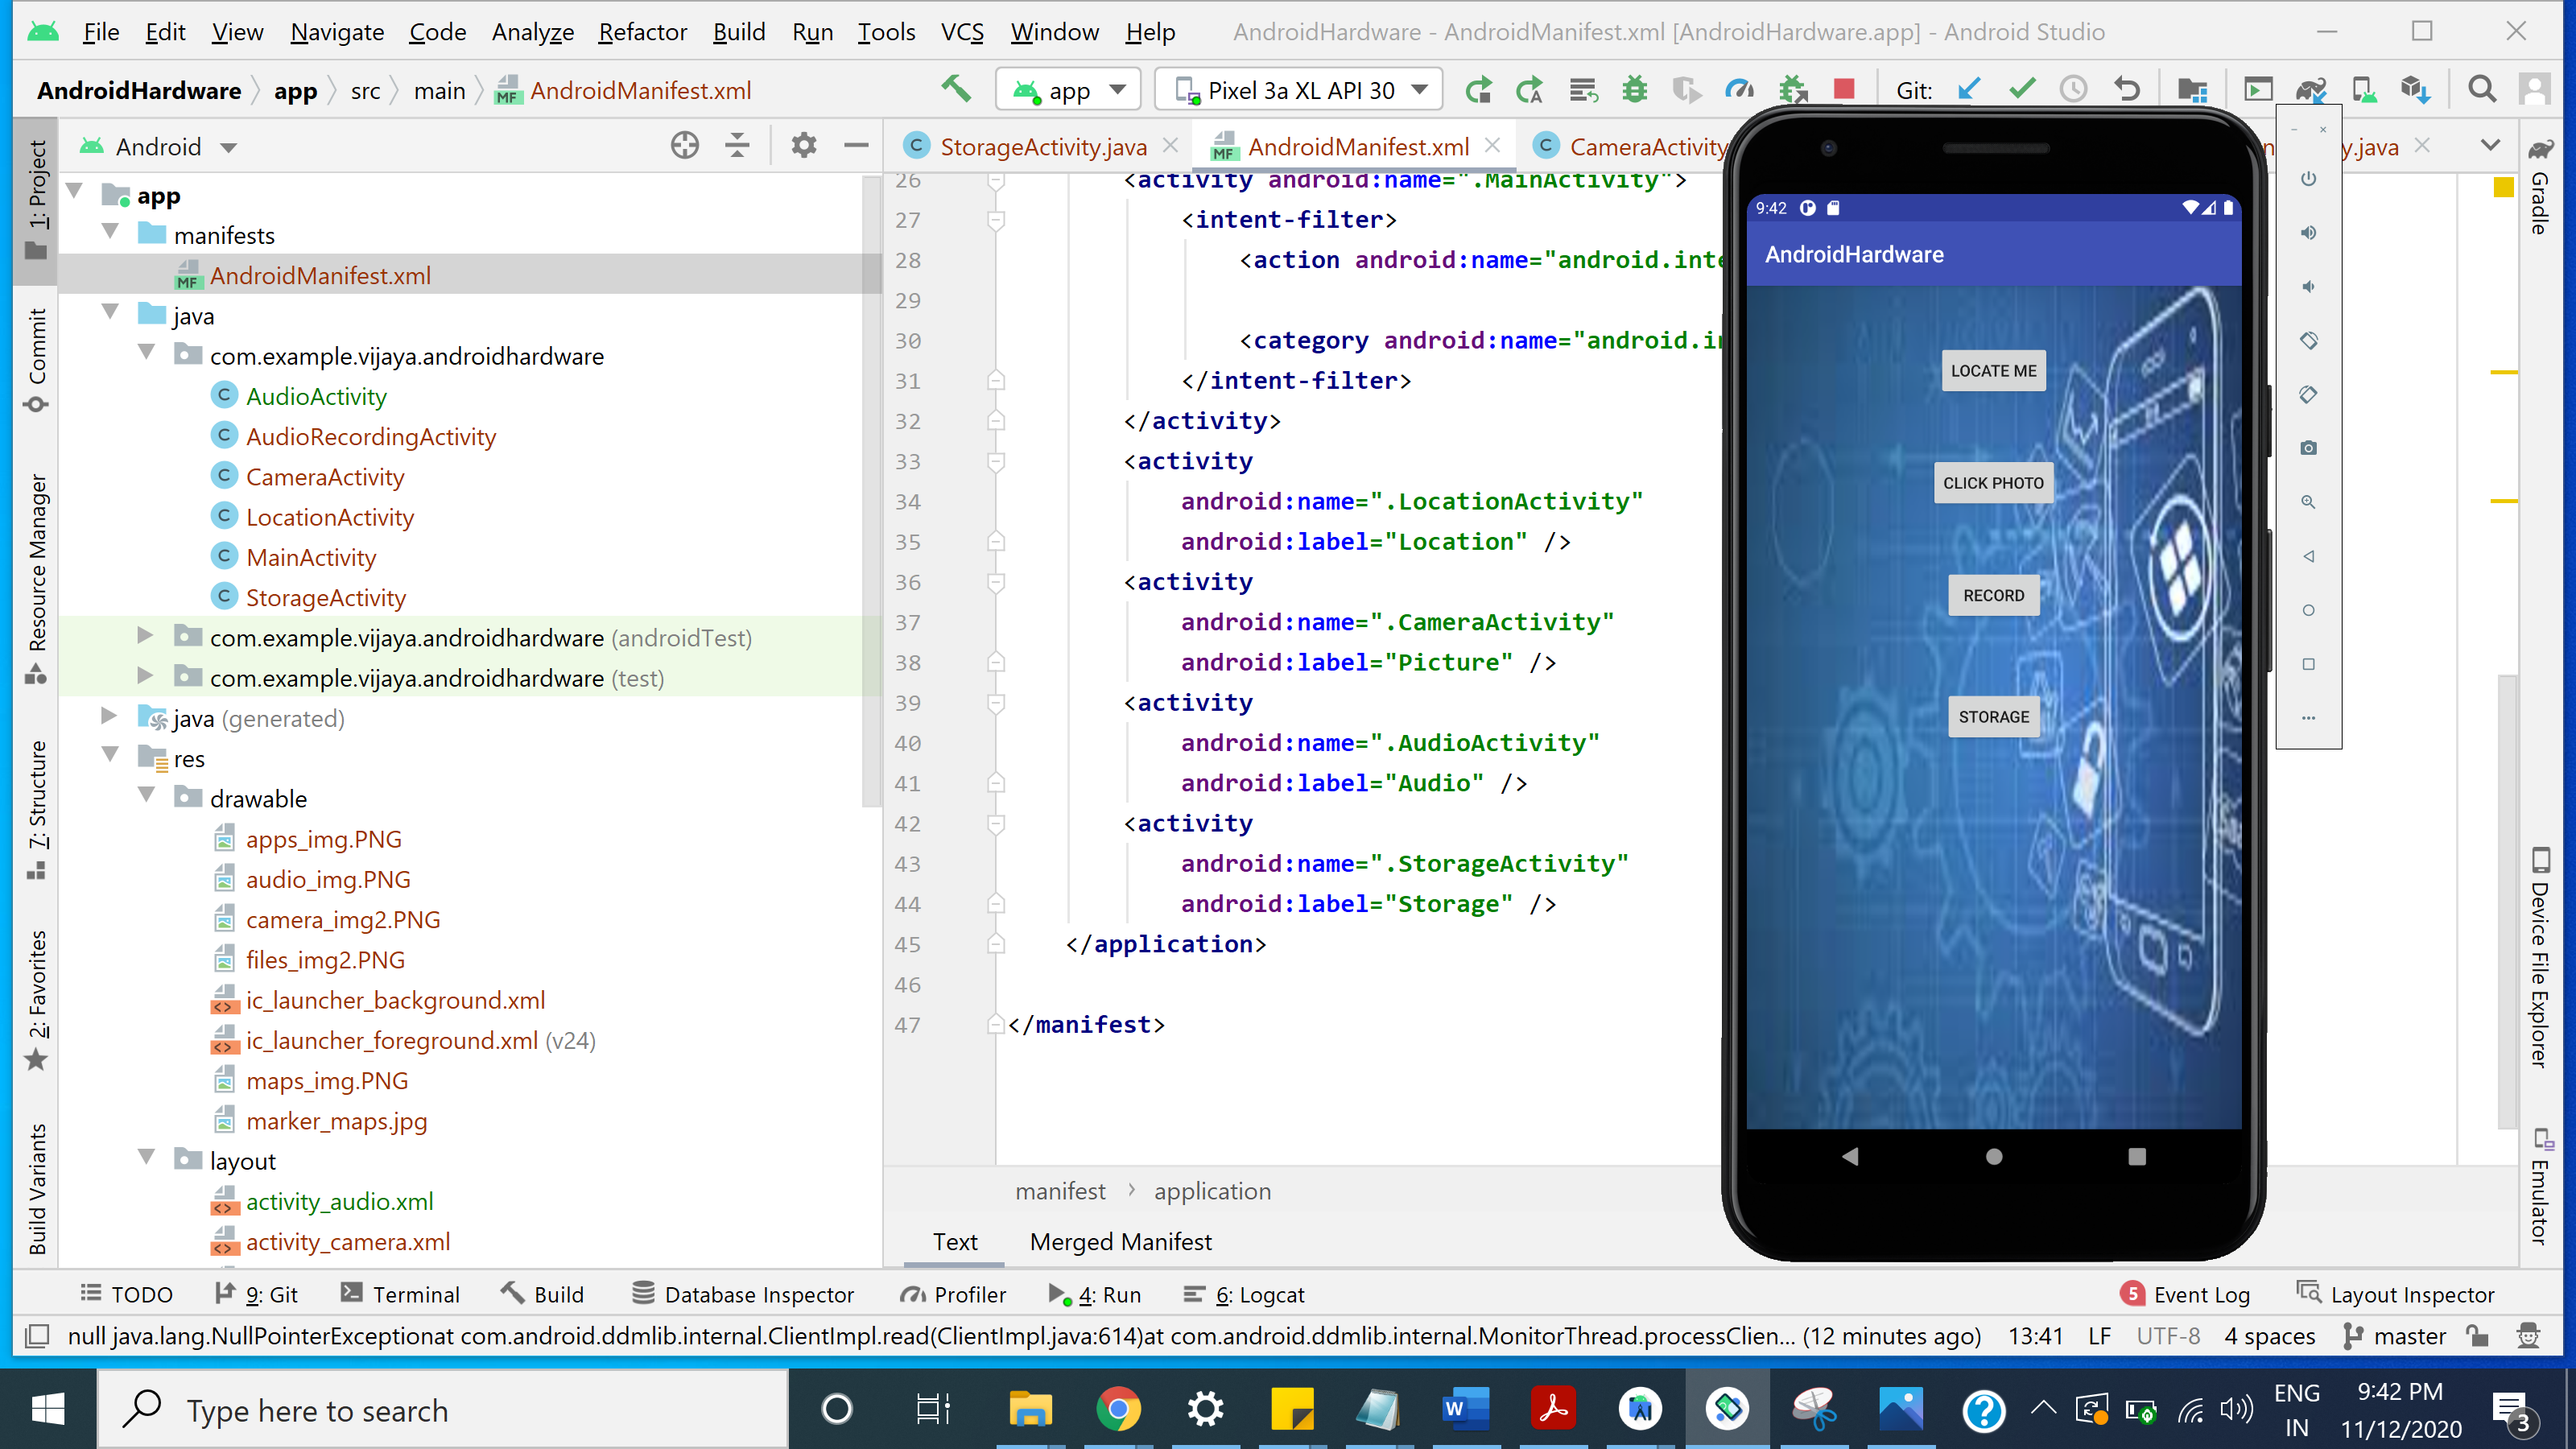 File Edit View Navigate Code Analyze Refactor Build Run Tools VCS Window Help AndroidHardware - AndroidManifest.xml [AndroidHardware.app] - Android Studio
AndroidHardware app src main AndroidManifest.xml app Pixel 3a XL API 30 Git:
Android
StorageActivity.java AndroidManifest.xml CameraActivity y.java
1: Project
Commit
Resource Manager
7: Structure
2: Favorites
Build Variants
app
manifests
AndroidManifest.xml
java
com.example.vijaya.androidhardware
AudioActivity
AudioRecordingActivity
CameraActivity
LocationActivity
MainActivity
StorageActivity
com.example.vijaya.androidhardware (androidTest)
com.example.vijaya.androidhardware (test)
java (generated)
res
drawable
apps_img.PNG
audio_img.PNG
camera_img2.PNG
files_img2.PNG
ic_launcher_background.xml
ic_launcher_foreground.xml (v24)
maps_img.PNG
marker_maps.jpg
layout
activity_audio.xml
activity_camera.xml
26 <activity android:name=".MainActivity">
27 <intent-filter>
28 <action android:name="android.inte
29
30 <category android:name="android.in
31 </intent-filter>
32 </activity>
33 <activity
34 android:name=".LocationActivity"
35 android:label="Location" />
36 <activity
37 android:name=".CameraActivity"
38 android:label="Picture" />
39 <activity
40 android:name=".AudioActivity"
41 android:label="Audio" />
42 <activity
43 android:name=".StorageActivity"
44 android:label="Storage" />
45 </application>
46
47 </manifest>
manifest application
Text Merged Manifest
9:42
AndroidHardware
LOCATE ME
CLICK PHOTO
RECORD
STORAGE
Gradle
Device File Explorer
Emulator
TODO 9: Git Terminal Build Database Inspector Profiler 4: Run 6: Logcat 5 Event Log Layout Inspector
null java.lang.NullPointerExceptionat com.android.ddmlib.internal.ClientImpl.read(ClientImpl.java:614)at com.android.ddmlib.internal.MonitorThread.processClien... (12 minutes ago) 13:41 LF UTF-8 4 spaces master
Type here to search
ENG
IN
9:42 PM
11/12/2020
3